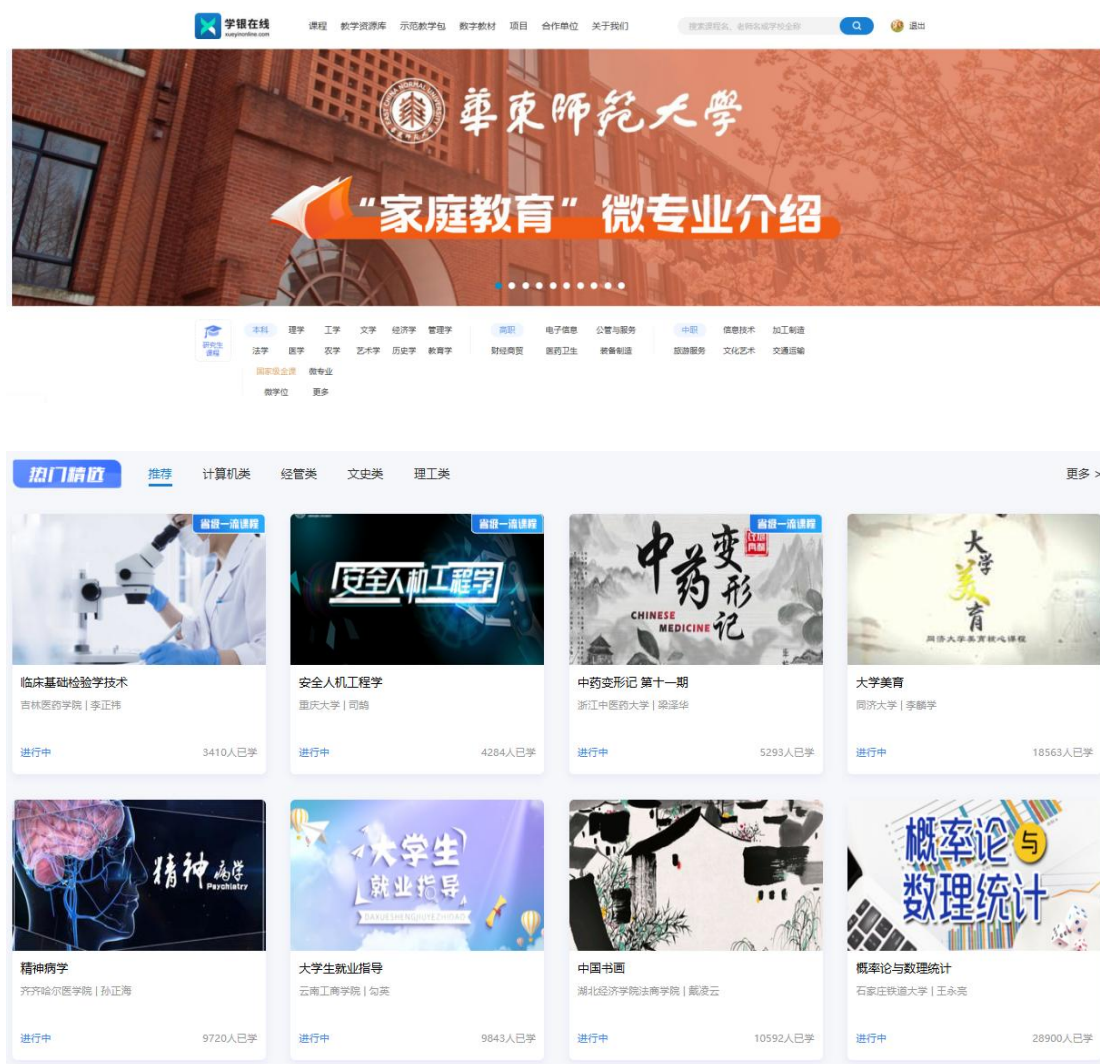 学银在线
xueyinonline.com
课程 教学资源库 示范教学包 数字教材 项目 合作单位 关于我们
搜索课程名、老师名或学校全称
退出
華東師範大學
“家庭教育”微专业介绍
研究生课程
本科 理学 工学 文学 经济学 管理学 高职 电子信息 公管与服务 中职 信息技术 加工制造
法学 医学 农学 艺术学 历史学 教育学 财经商贸 医药卫生 装备制造 旅游服务 文化艺术 交通运输
国家级金课 微专业
微学位 更多
热门精选 推荐 计算机类 经管类 文史类 理工类 更多 >
省级一流课程
省级一流课程
安全人机工程学
省级一流课程
中药变形记
CHINESE
MEDICINE
大学美育
同济大学美育核心课程
临床基础检验学技术
吉林医药学院 | 李正祎
进行中 3410人已学
安全人机工程学
重庆大学 | 司鹄
进行中 4284人已学
中药变形记 第十一期
浙江中医药大学 | 梁泽华
进行中 5293人已学
大学美育
同济大学 | 李麟学
进行中 18563人已学
精神病学
Psychiatry
大学生
就业指导
DAXUESHENGJIUYEZHIDAO
概率论与
数理统计
精神病学
齐齐哈尔医学院 | 孙正海
进行中 9720人已学
大学生就业指导
云南工商学院 | 勾英
进行中 9843人已学
中国书画
湖北经济学院法商学院 | 戴凌云
进行中 10592人已学
概率论与数理统计
石家庄铁道大学 | 王永亮
进行中 28900人已学